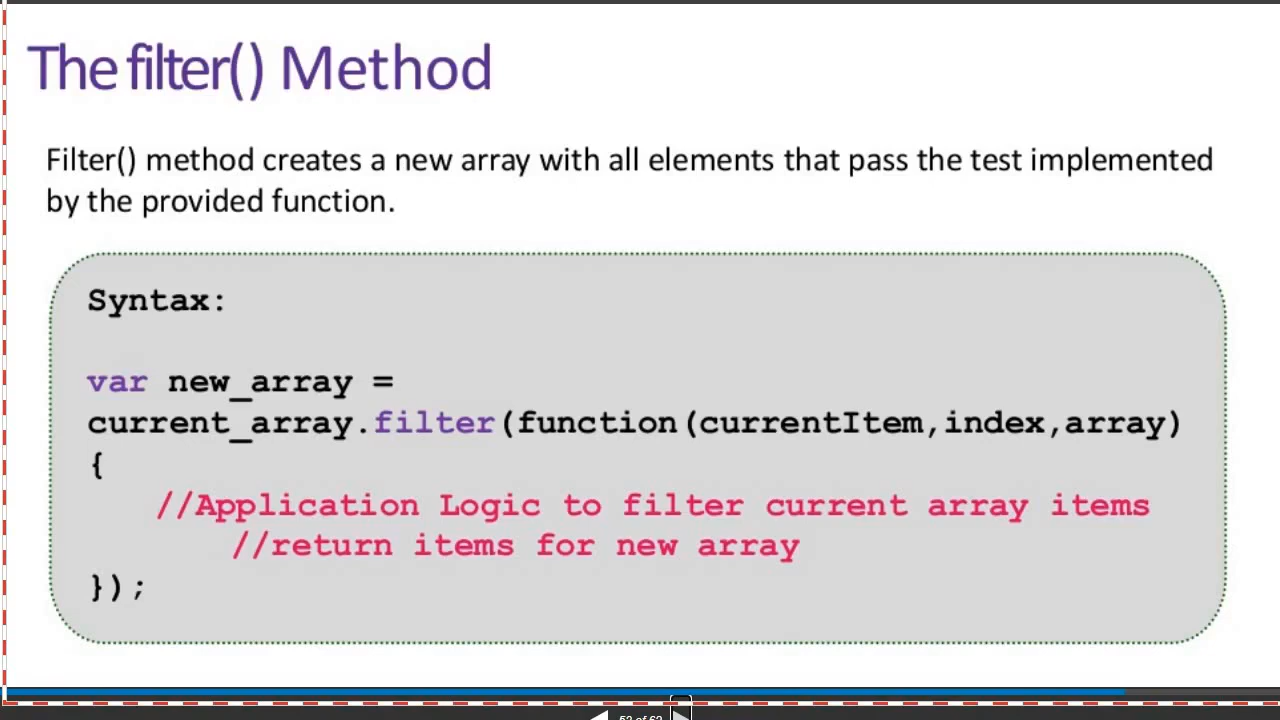 The filter() Method
Filter() method creates a new array with all elements that pass the test implemented
by the provided function.
Syntax:
var new_array =
current_array.filter(function(currentItem,index,array)
{
//Application Logic to filter current array items
//return items for new array
});